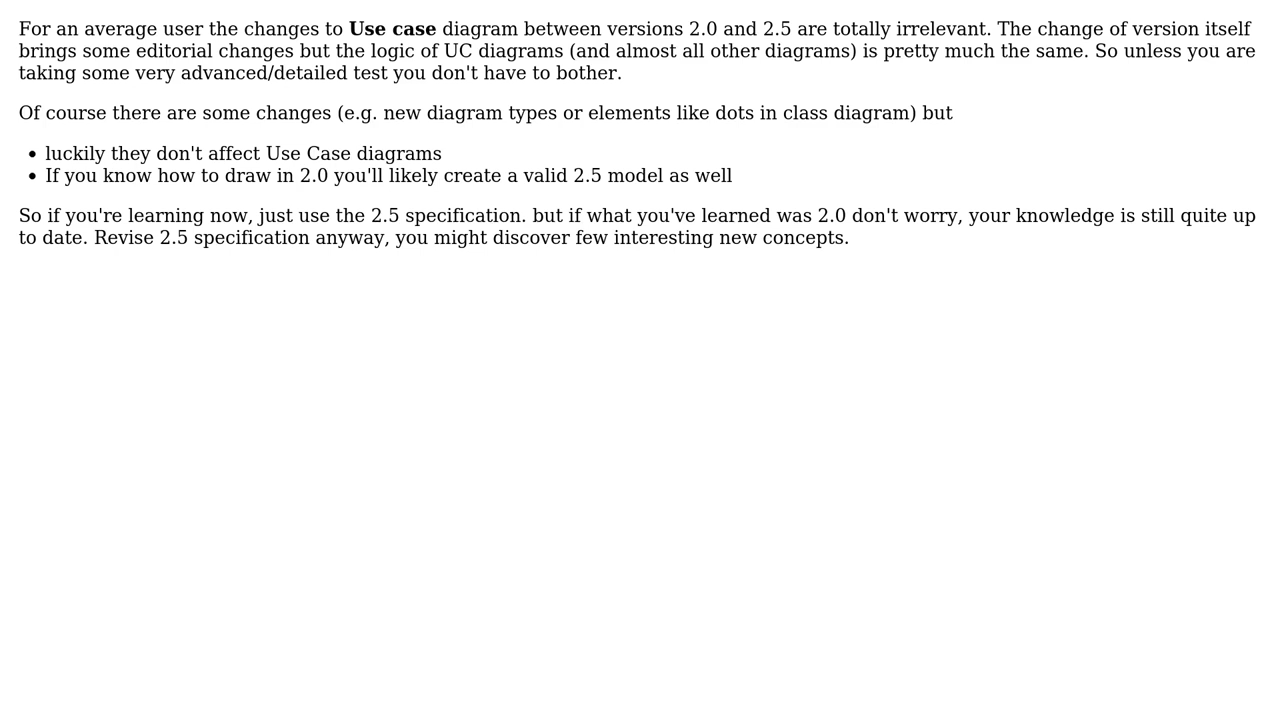 For an average user the changes to Use case diagram between versions 2.0 and 2.5 are totally irrelevant. The change of version itself
brings some editorial changes but the logic of UC diagrams (and almost all other diagrams) is pretty much the same. So unless you are
taking some very advanced/detailed test you don't have to bother.
Of course there are some changes (e.g. new diagram types or elements like dots in class diagram) but
• luckily they don't affect Use Case diagrams
• If you know how to draw in 2.0 you'll likely create a valid 2.5 model as well
So if you're learning now, just use the 2.5 specification. but if what you've learned was 2.0 don't worry, your knowledge is still quite up
to date. Revise 2.5 specification anyway, you might discover few interesting new concepts.